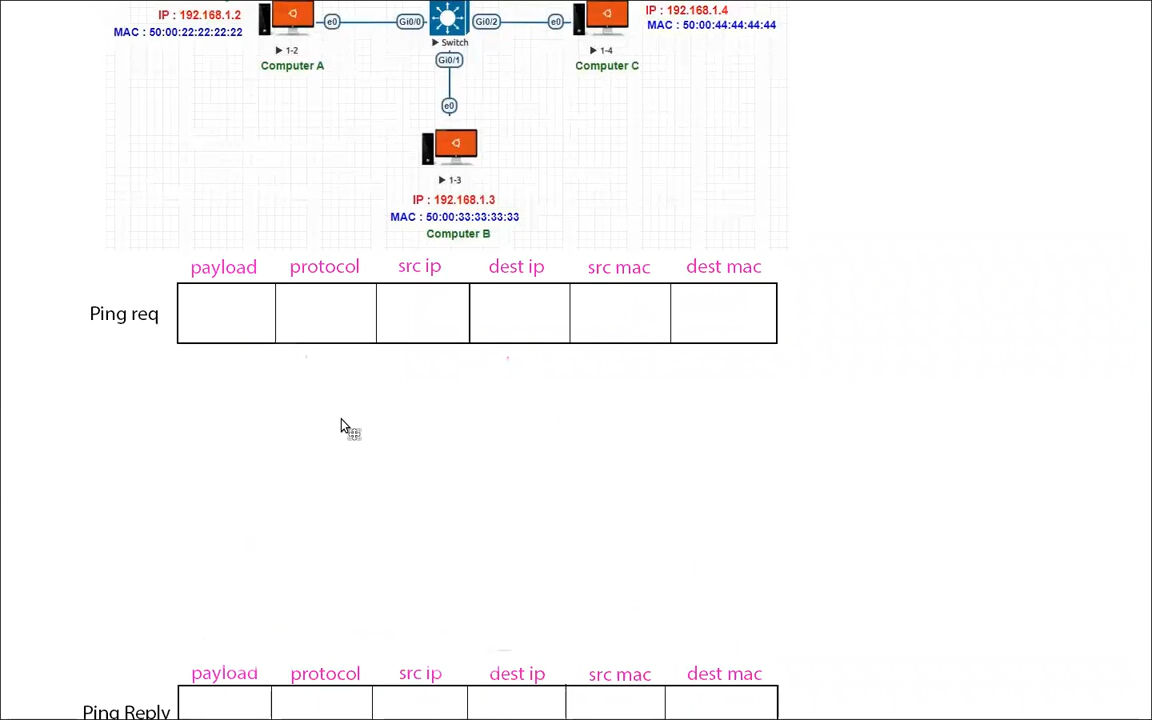 IP : 192.168.1.2
MAC : 50:00:22:22:22:22
e0
Gi0/0
Gi0/2
e0
IP : 192.168.1.4
MAC : 50:00:44:44:44:44
1-2
Computer A
Switch
Gi0/1
1-4
Computer C
e0
1-3
IP : 192.168.1.3
MAC : 50:00:33:33:33:33
Computer B
payload protocol src ip dest ip src mac dest mac
Ping req
payload protocol src ip dest ip src mac dest mac
Ping Reply